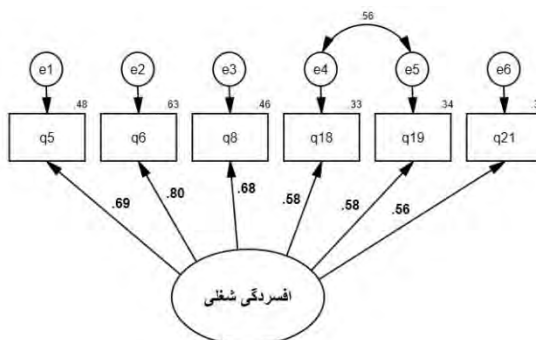 .56
e1 e2 e3 e4 e5 e6
.48 .63 .46 .33 .34
q5 q6 q8 q18 q19 q21
.69 .80 .68 .58 .58 .56
افسردگی شغلی